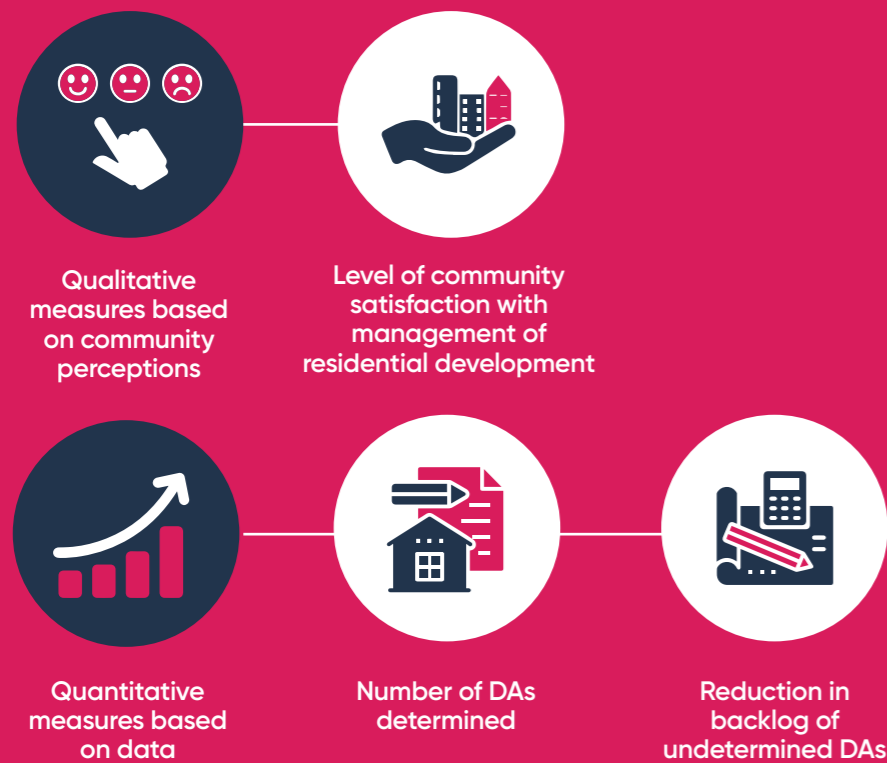 Qualitative
measures based
on community
perceptions
Level of community
satisfaction with
management of
residential development
Quantitative
measures based
on data
Number of DAs
determined
Reduction in
backlog of
undetermined DAs